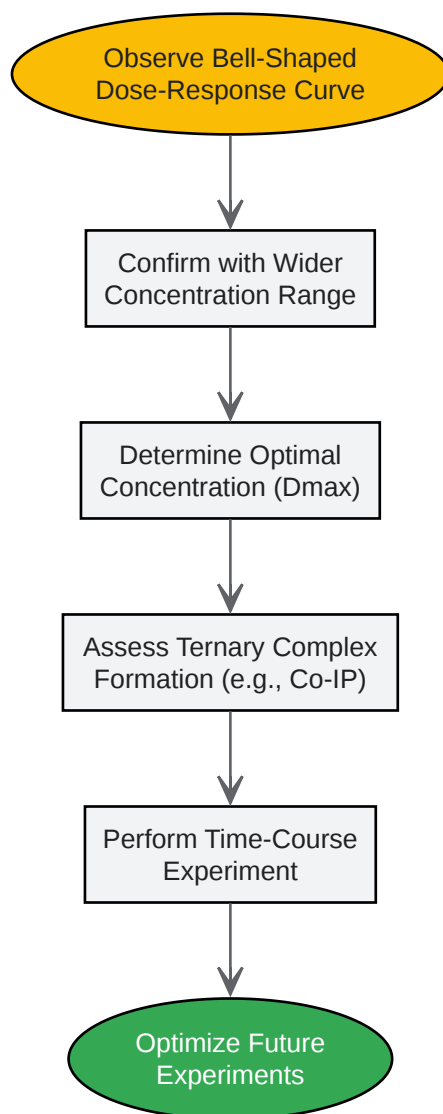 Observe Bell-Shaped
Dose-Response Curve
Confirm with Wider
Concentration Range
Determine Optimal
Concentration (Dmax)
Assess Ternary Complex
Formation (e.g., Co-IP)
Perform Time-Course
Experiment
Optimize Future
Experiments